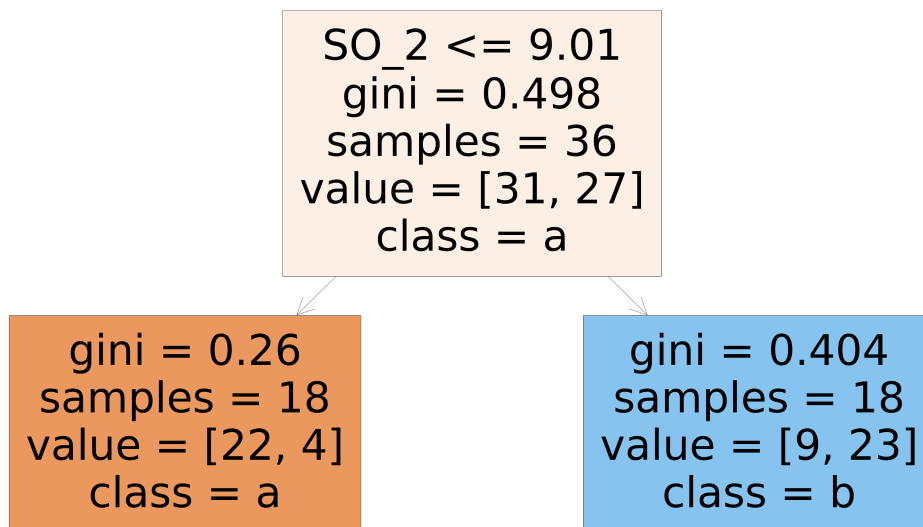 SO_2 <= 9.01
gini = 0.498
samples = 36
value = [31, 27]
class = a
gini = 0.26
samples = 18
value = [22, 4]
class = a
gini = 0.404
samples = 18
value = [9, 23]
class = b